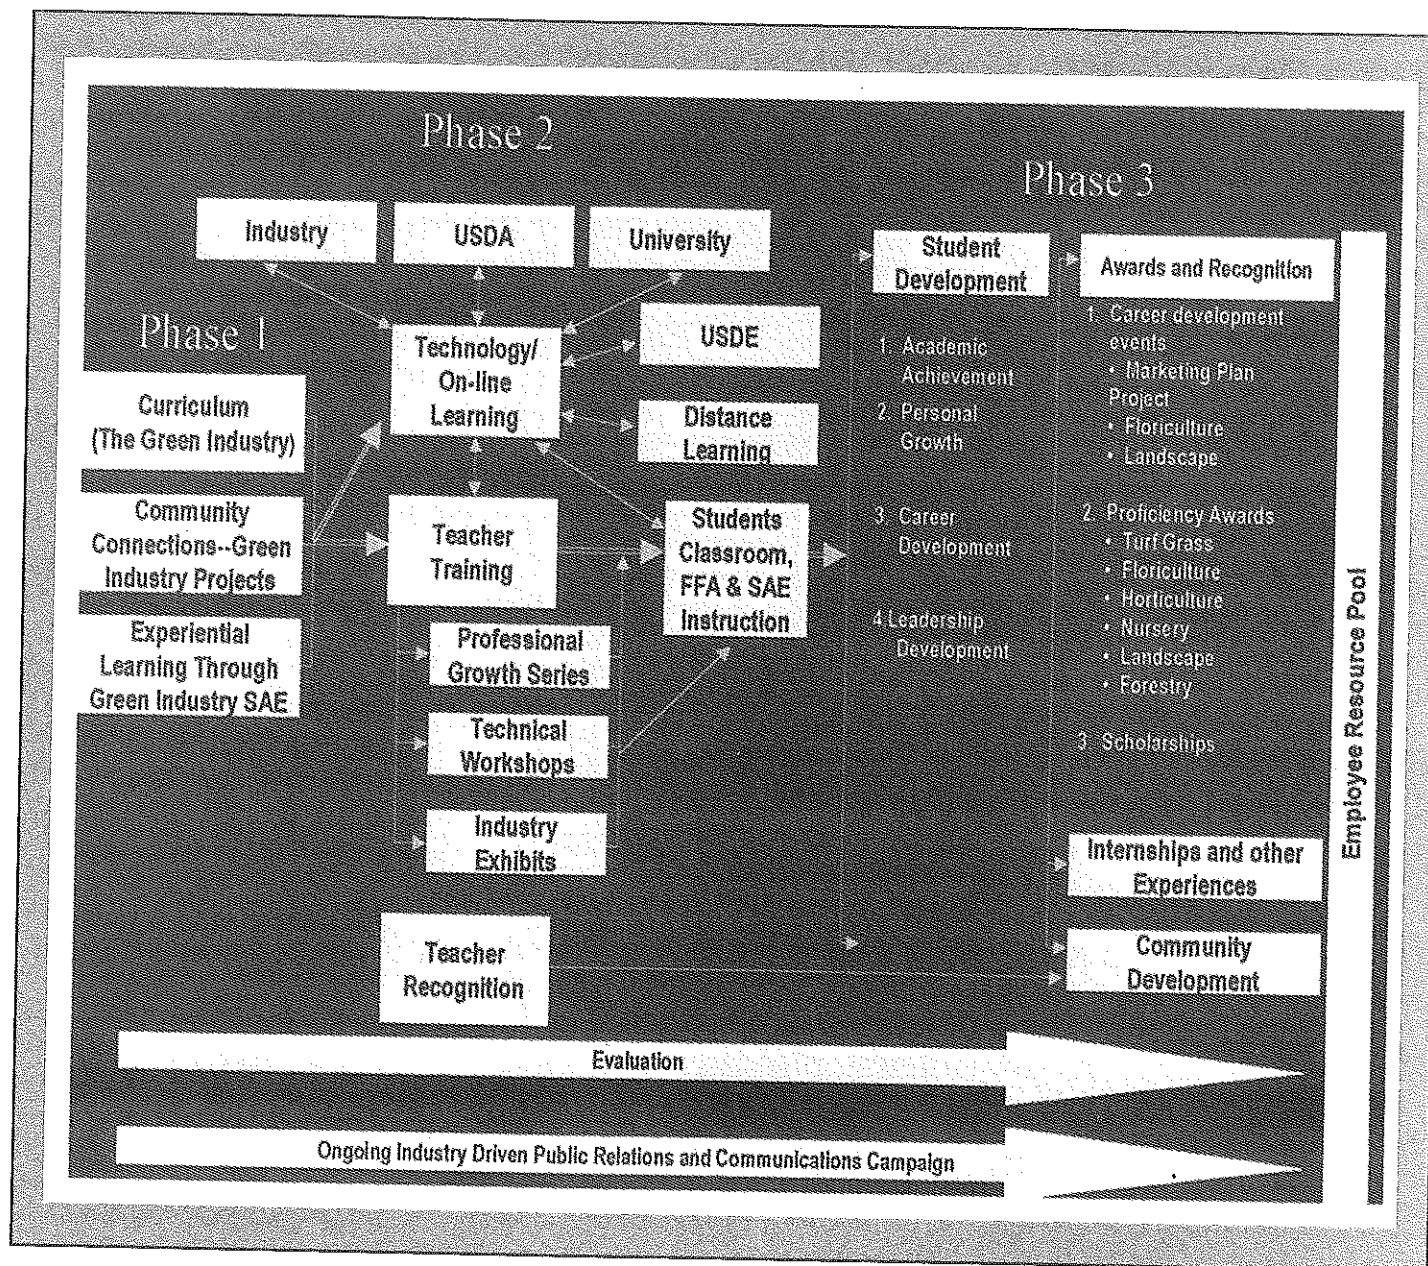 Phase 2
Phase 3
Industry
USDA
University
Student
Development
Awards and Recognition
Phase 1
Technology/
On-line
Learning
USDE
Distance
Learning
Curriculum
(The Green Industry)
Community
Connections--Green
Industry Projects
Experiential
Learning Through
Green Industry SAE
Teacher
Training
Students
Classroom,
FFA & SAE
Instruction
Professional
Growth Series
Technical
Workshops
Industry
Exhibits
Teacher
Recognition
1. Academic
Achievement
2. Personal
Growth
3. Career
Development
4 Leadership
Development
1. Career development
events
• Marketing Plan
Project
• Floriculture
• Landscape
2. Proficiency Awards
• Turf Grass
• Floriculture
• Horticulture
• Nursery
• Landscape
• Forestry
3. Scholarships
Internships and other
Experiences
Community
Development
Employee Resource Pool
Evaluation
Ongoing Industry Driven Public Relations and Communications Campaign